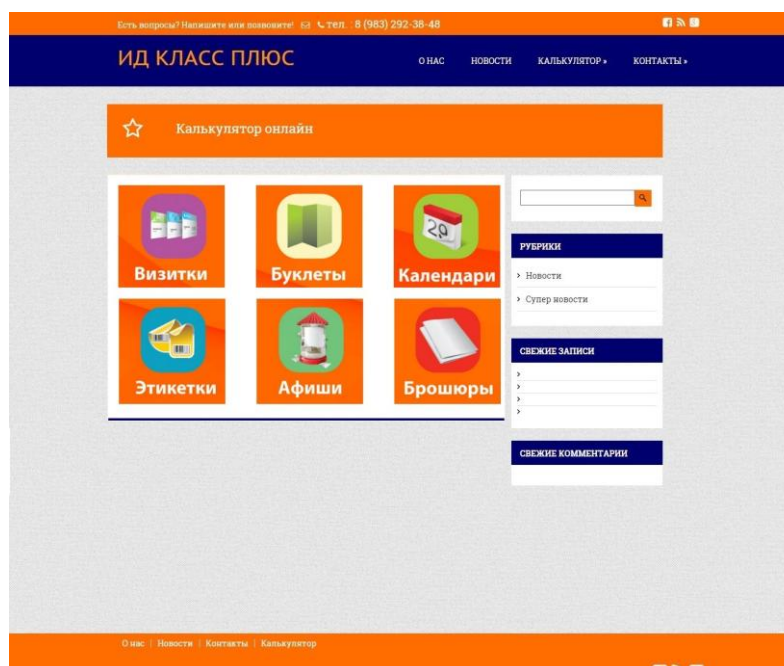 Есть вопросы? Напишите или позвоните! тел. : 8 (983) 292-38-48
ИД КЛАСС ПЛЮС
О НАС НОВОСТИ КАЛЬКУЛЯТОР » КОНТАКТЫ »
Калькулятор онлайн
Визитки Буклеты Календари
29
Этикетки Афиши Брошюры
РУБРИКИ
Новости
Супер новости
СВЕЖИЕ ЗАПИСИ
СВЕЖИЕ КОММЕНТАРИИ
О нас | Новости | Контакты | Калькулятор